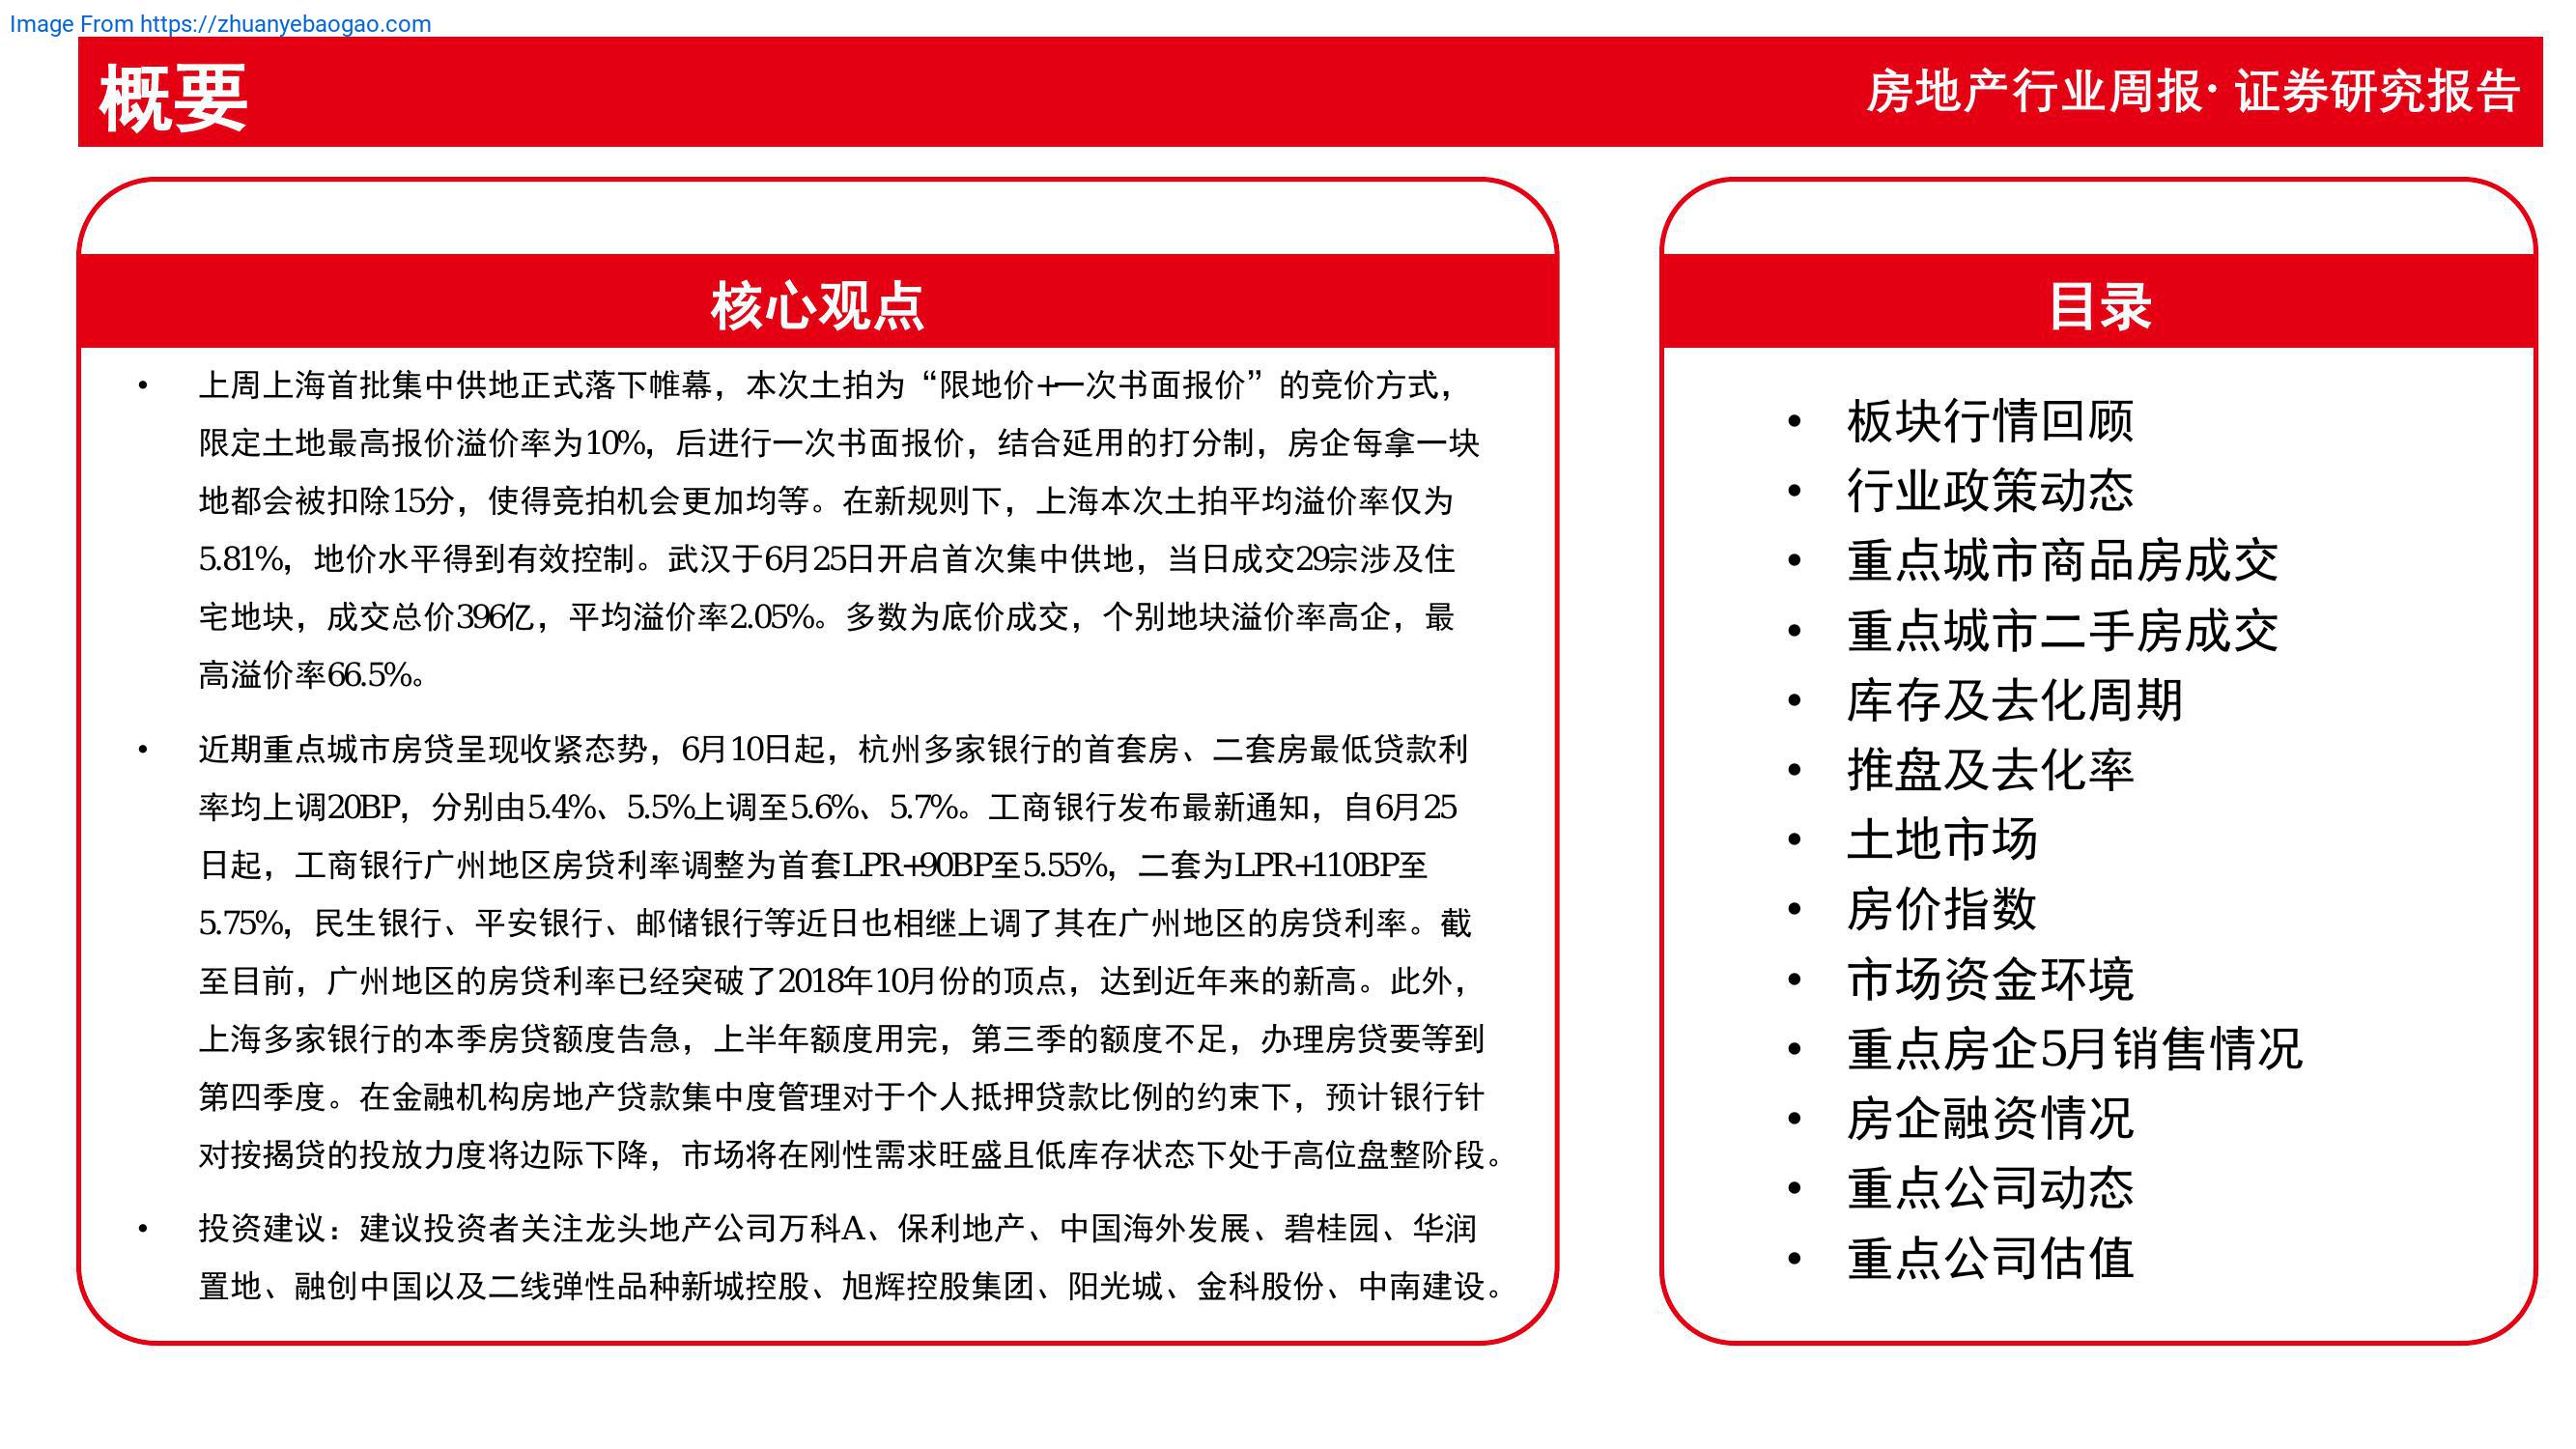 Image From https://zhuanyebaogao.com
概要
房地产行业周报· 证券研究报告
核心观点
• 上周上海首批集中供地正式落下帷幕，本次土拍为“限地价+一次书面报价”的竞价方式，
限定土地最高报价溢价率为10%，后进行一次书面报价，结合延用的打分制，房企每拿一块
地都会被扣除15分，使得竞拍机会更加均等。在新规则下，上海本次土拍平均溢价率仅为
5.81%，地价水平得到有效控制。武汉于6月25日开启首次集中供地，当日成交29宗涉及住
宅地块，成交总价396亿，平均溢价率2.05%。多数为底价成交，个别地块溢价率高企，最
高溢价率66.5%。
• 近期重点城市房贷呈现收紧态势，6月10日起，杭州多家银行的首套房、二套房最低贷款利
率均上调20BP，分别由5.4%、5.5%上调至5.6%、5.7%。工商银行发布最新通知，自6月25
日起，工商银行广州地区房贷利率调整为首套LPR+90BP至5.55%，二套为LPR+110BP至
5.75%，民生银行、平安银行、邮储银行等近日也相继上调了其在广州地区的房贷利率。截
至目前，广州地区的房贷利率已经突破了2018年10月份的顶点，达到近年来的新高。此外，
上海多家银行的本季房贷额度告急，上半年额度用完，第三季的额度不足，办理房贷要等到
第四季度。在金融机构房地产贷款集中度管理对于个人抵押贷款比例的约束下，预计银行针
对按揭贷的投放力度将边际下降，市场将在刚性需求旺盛且低库存状态下处于高位盘整阶段。
• 投资建议：建议投资者关注龙头地产公司万科A、保利地产、中国海外发展、碧桂园、华润
置地、融创中国以及二线弹性品种新城控股、旭辉控股集团、阳光城、金科股份、中南建设。
目录
• 板块行情回顾
• 行业政策动态
• 重点城市商品房成交
• 重点城市二手房成交
• 库存及去化周期
• 推盘及去化率
• 土地市场
• 房价指数
• 市场资金环境
• 重点房企5月销售情况
• 房企融资情况
• 重点公司动态
• 重点公司估值